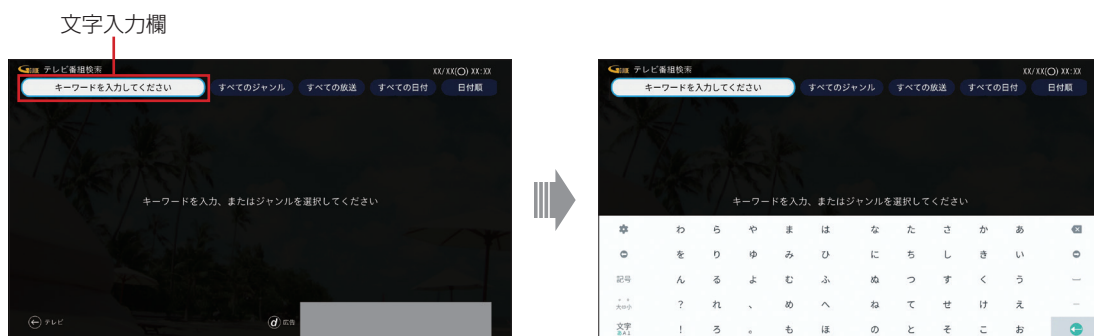 文字入力欄
テレビ番組検索
XX/XX(○) XX:XX
キーワードを入力してください
すべてのジャンル
すべての放送
すべての日付
日付順
キーワードを入力、またはジャンルを選択してください
テレビ
d 広告
テレビ番組検索
XX/XX(○) XX:XX
キーワードを入力してください
すべてのジャンル
すべての放送
すべての日付
日付順
キーワードを入力、またはジャンルを選択してください
わ ら や ま は な た さ か あ
を り ゆ み ひ に ち し き い
記号 ん る よ む ふ ぬ つ す く う ー
大⇔小 ? れ 、 め へ ね て せ け え
文字 あA1 ! ろ 。 も ほ の と そ こ お